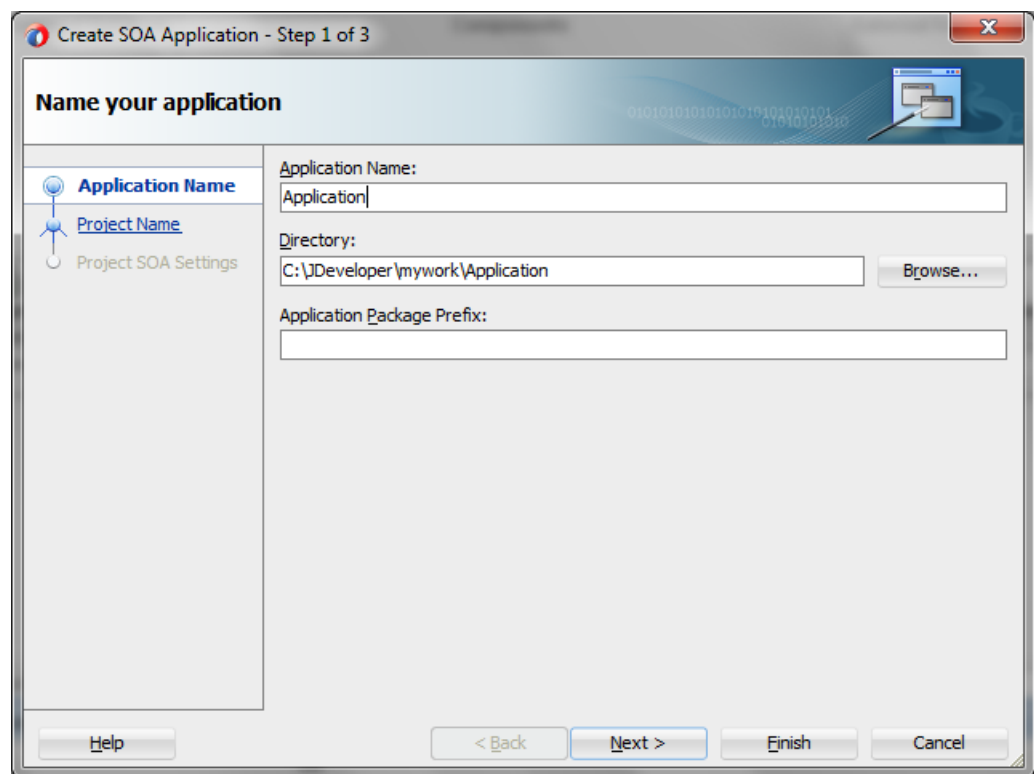 Create SOA Application - Step 1 of 3
Name your application
Application Name
Project Name
Project SOA Settings
Application Name:
Application
Directory:
C:\JDeveloper\mywork\Application
Browse...
Application Package Prefix:
Help
< Back
Next >
Finish
Cancel